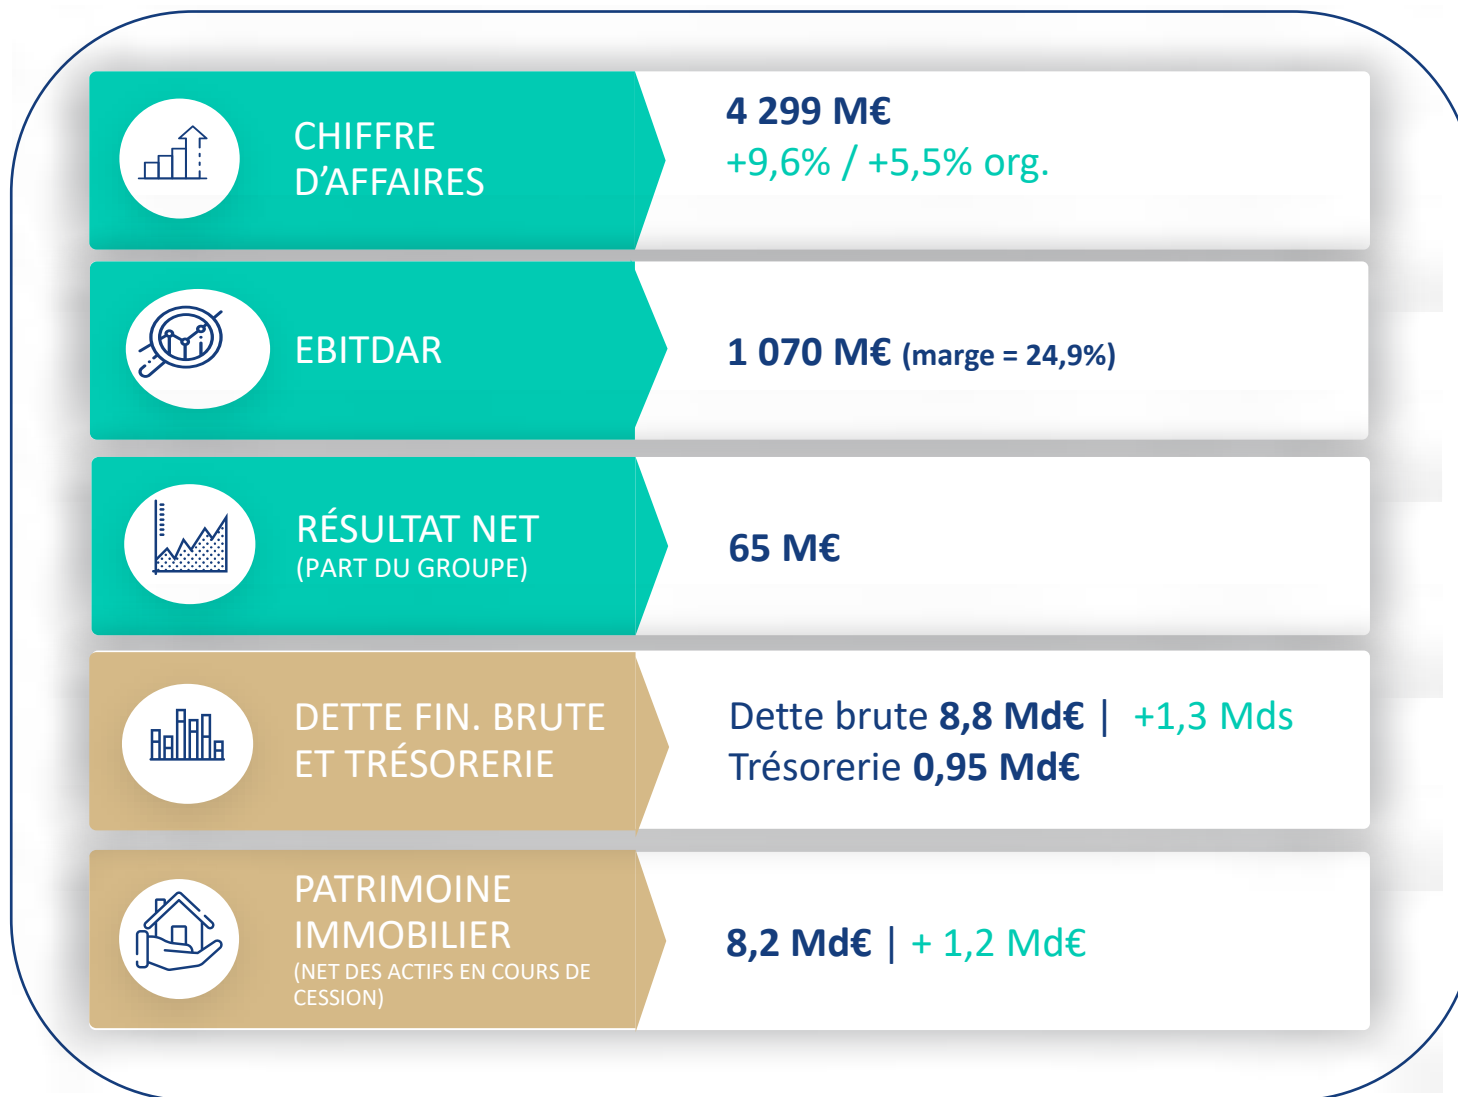 CHIFFRE
D’AFFAIRES
4 299 M€
+9,6% / +5,5% org.
EBITDAR
1 070 M€ (marge = 24,9%)
RÉSULTAT NET
(PART DU GROUPE)
65 M€
DETTE FIN. BRUTE
ET TRÉSORERIE
Dette brute 8,8 Md€ | +1,3 Mds
Trésorerie 0,95 Md€
PATRIMOINE
IMMOBILIER
(NET DES ACTIFS EN COURS DE
CESSION)
8,2 Md€ | + 1,2 Md€